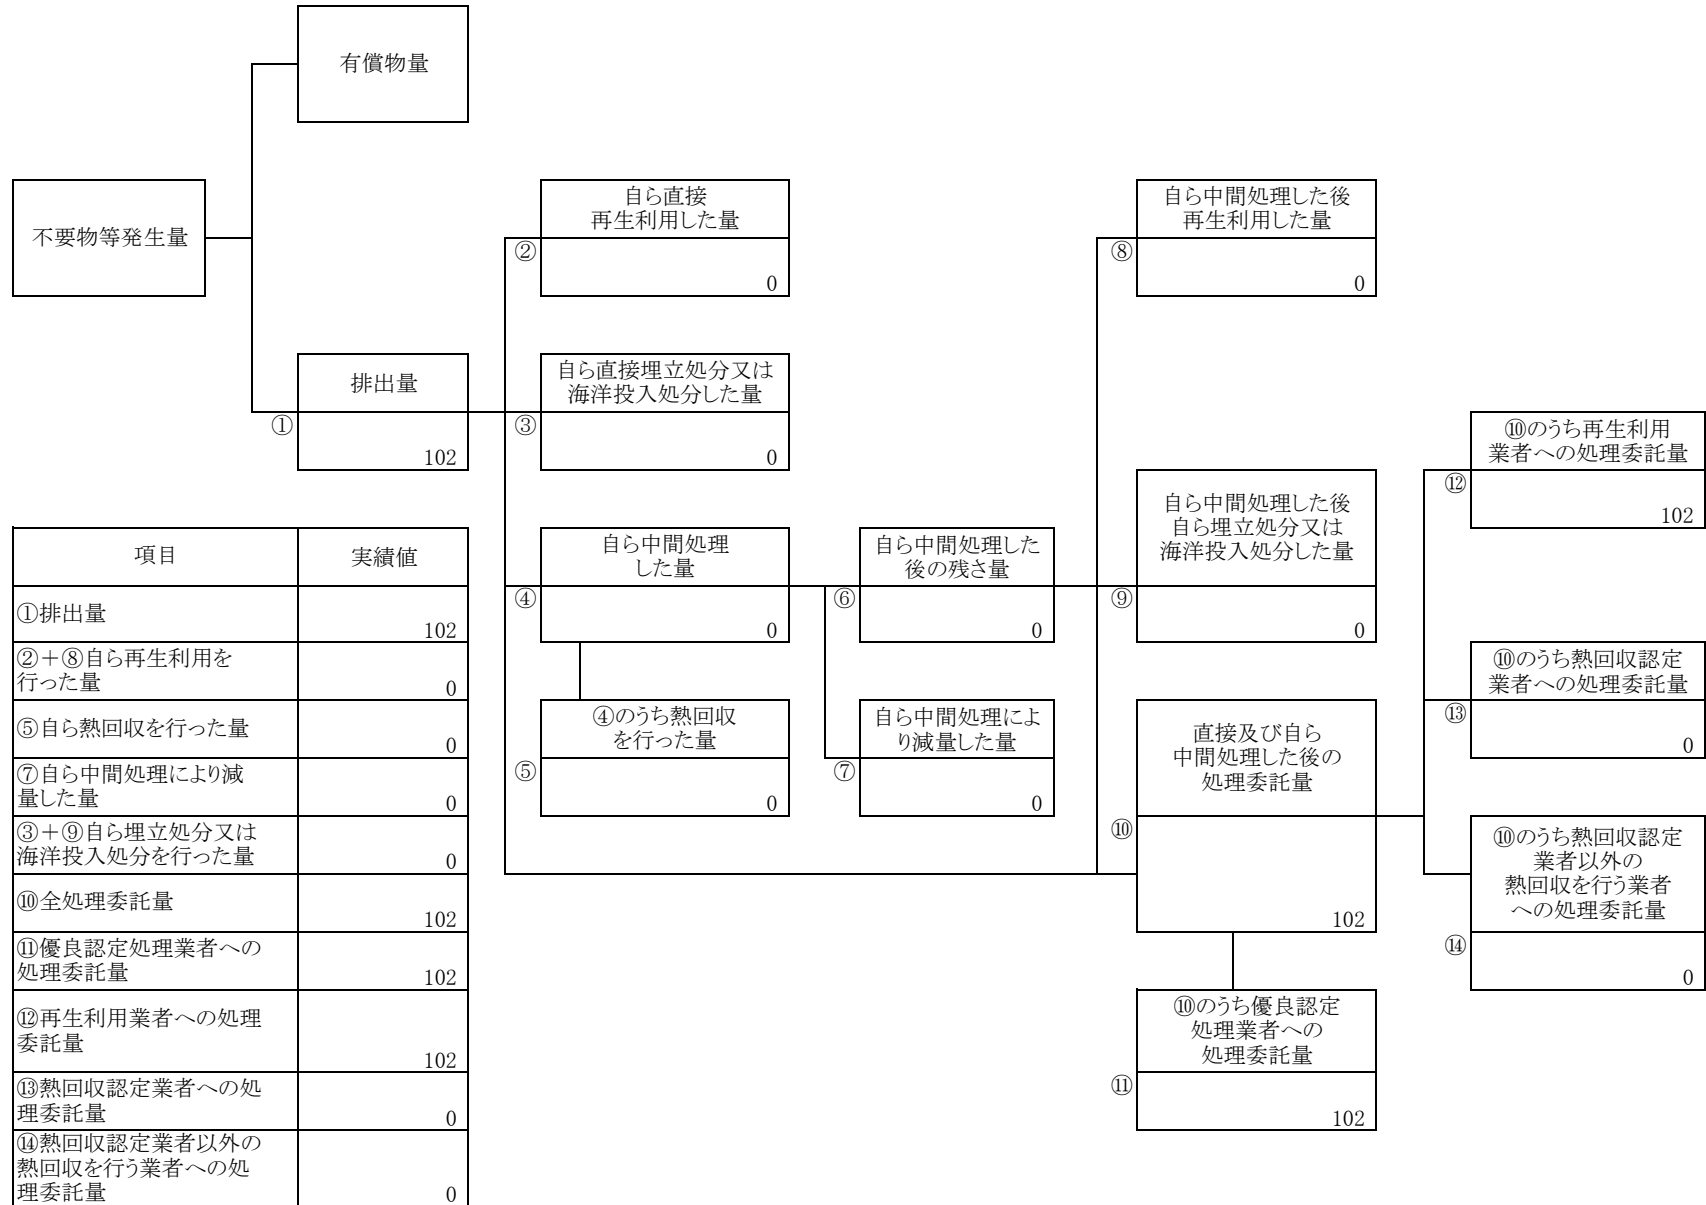 有償物量
不要物等発生量
自ら直接
再生利用した量
②
0
自ら中間処理した後
再生利用した量
⑧
0
排出量
①
102
自ら直接埋立処分又は
海洋投入処分した量
③
0
⑩のうち再生利用
業者への処理委託量
⑫
102
自ら中間処理
した量
④
0
自ら中間処理した
後の残さ量
⑥
0
自ら中間処理した後
自ら埋立処分又は
海洋投入処分した量
⑨
0
⑩のうち熱回収認定
業者への処理委託量
⑬
0
④のうち熱回収
を行った量
⑤
0
自ら中間処理によ
り減量した量
⑦
0
直接及び自ら
中間処理した後の
処理委託量
⑩
102
⑩のうち熱回収認定
業者以外の
熱回収を行う業者
への処理委託量
⑭
0
⑩のうち優良認定
処理業者への
処理委託量
⑪
102
項目 実績値
①排出量
102
②+⑧自ら再生利用を
行った量 0
⑤自ら熱回収を行った量
0
⑦自ら中間処理により減
量した量 0
③+⑨自ら埋立処分又は
海洋投入処分を行った量 0
⑩全処理委託量
102
⑪優良認定処理業者への
処理委託量 102
⑫再生利用業者への処理
委託量
102
⑬熱回収認定業者への処
理委託量 0
⑭熱回収認定業者以外の
熱回収を行う業者への処
理委託量 0